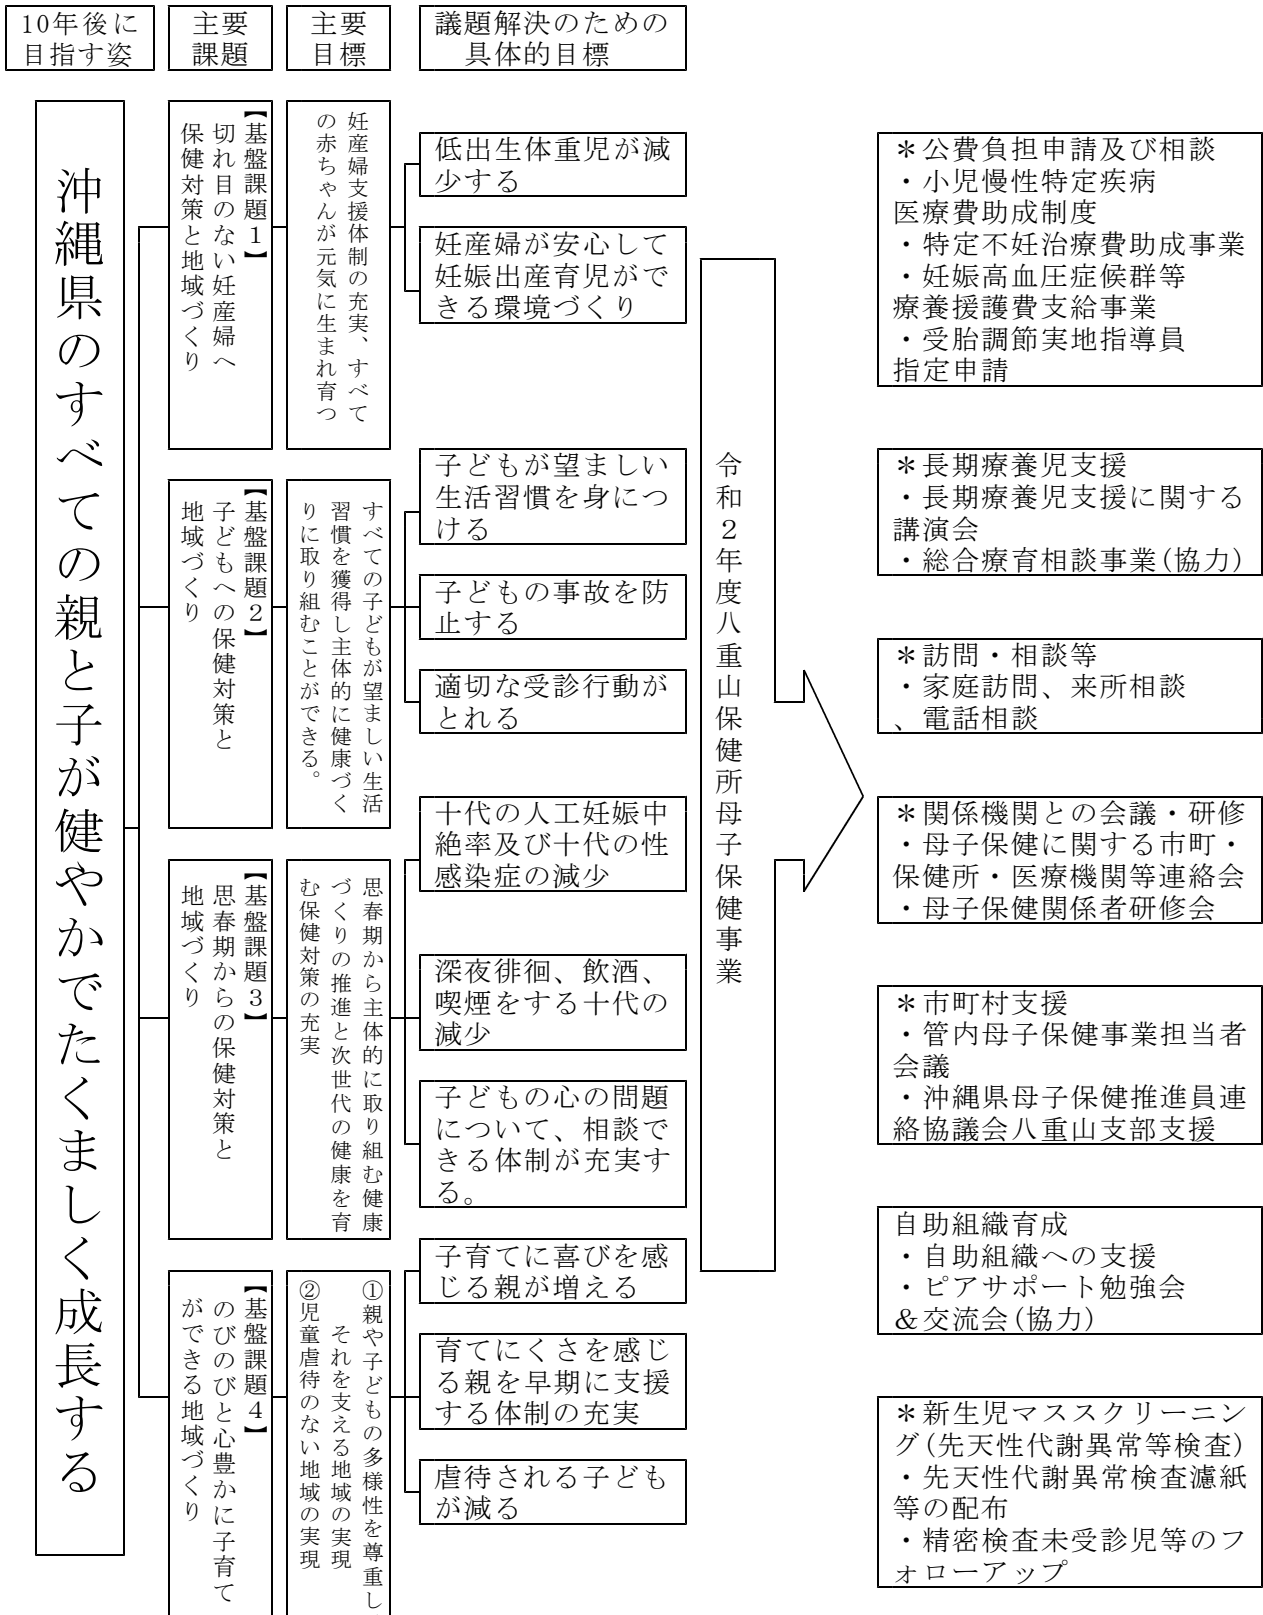 10年後に
目指す姿
主要
課題
主要
目標
議題解決のための
具体的目標
沖縄県のすべての親と子が健やかでたくましく成長する
【基盤課題１】
切れ目のない妊産婦へ
保健対策と地域づくり
妊産婦支援体制の充実、すべて
の赤ちゃんが元気に生まれ育つ
低出生体重児が減
少する
妊産婦が安心して
妊娠出産育児がで
きる環境づくり
【基盤課題２】
子どもへの保健対策と
地域づくり
すべての子どもが望ましい生活
習慣を獲得し主体的に健康づく
りに取り組むことができる。
子どもが望ましい
生活習慣を身につ
ける
子どもの事故を防
止する
適切な受診行動が
とれる
【基盤課題３】
思春期からの保健対策と
地域づくり
思春期から主体的に取り組む健康
づくりの推進と次世代の健康を育
む保健対策の充実
十代の人工妊娠中
絶率及び十代の性
感染症の減少
深夜徘徊、飲酒、
喫煙をする十代の
減少
子どもの心の問題
について、相談で
きる体制が充実す
る。
【基盤課題４】
のびのびと心豊かに子育て
ができる地域づくり
①親や子どもの多様性を尊重し
それを支える地域の実現
②児童虐待のない地域の実現
子育てに喜びを感
じる親が増える
育てにくさを感じ
る親を早期に支援
する体制の充実
虐待される子ども
が減る
令和２年度八重山保健所母子保健事業
＊公費負担申請及び相談
・小児慢性特定疾病
医療費助成制度
・特定不妊治療費助成事業
・妊娠高血圧症候群等
療養援護費支給事業
・受胎調節実地指導員
指定申請
＊長期療養児支援
・長期療養児支援に関する
講演会
・総合療育相談事業(協力)
＊訪問・相談等
・家庭訪問、来所相談
、電話相談
＊関係機関との会議・研修
・母子保健に関する市町・
保健所・医療機関等連絡会
・母子保健関係者研修会
＊市町村支援
・管内母子保健事業担当者
会議
・沖縄県母子保健推進員連
絡協議会八重山支部支援
自助組織育成
・自助組織への支援
・ピアサポート勉強会
＆交流会(協力)
＊新生児マススクリーニン
グ(先天性代謝異常等検査)
・先天性代謝異常検査濾紙
等の配布
・精密検査未受診児等のフ
ォローアップ